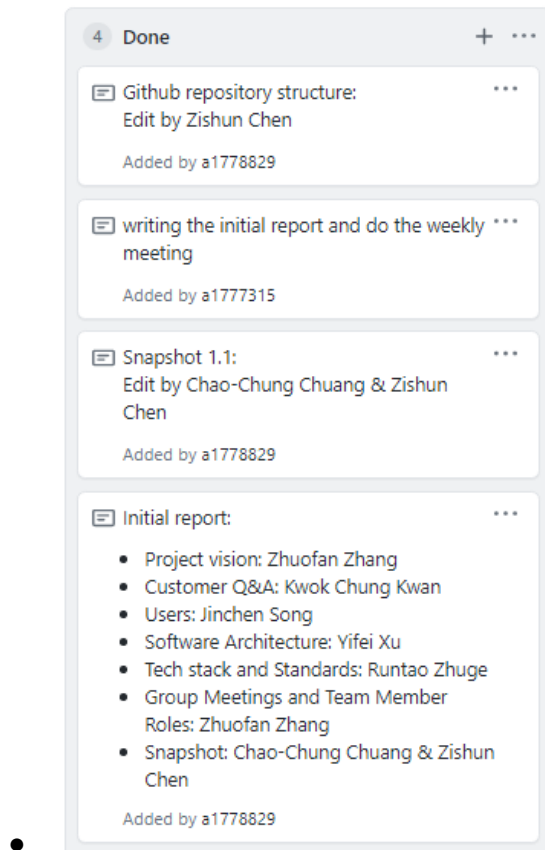 4 Done
Github repository structure:
Edit by Zishun Chen
Added by a1778829
writing the initial report and do the weekly
meeting
Added by a1777315
Snapshot 1.1:
Edit by Chao-Chung Chuang & Zishun
Chen
Added by a1778829
Initial report:
• Project vision: Zhuofan Zhang
• Customer Q&A: Kwok Chung Kwan
• Users: Jinchen Song
• Software Architecture: Yifei Xu
• Tech stack and Standards: Runtao Zhuge
• Group Meetings and Team Member
Roles: Zhuofan Zhang
• Snapshot: Chao-Chung Chuang & Zishun
Chen
Added by a1778829